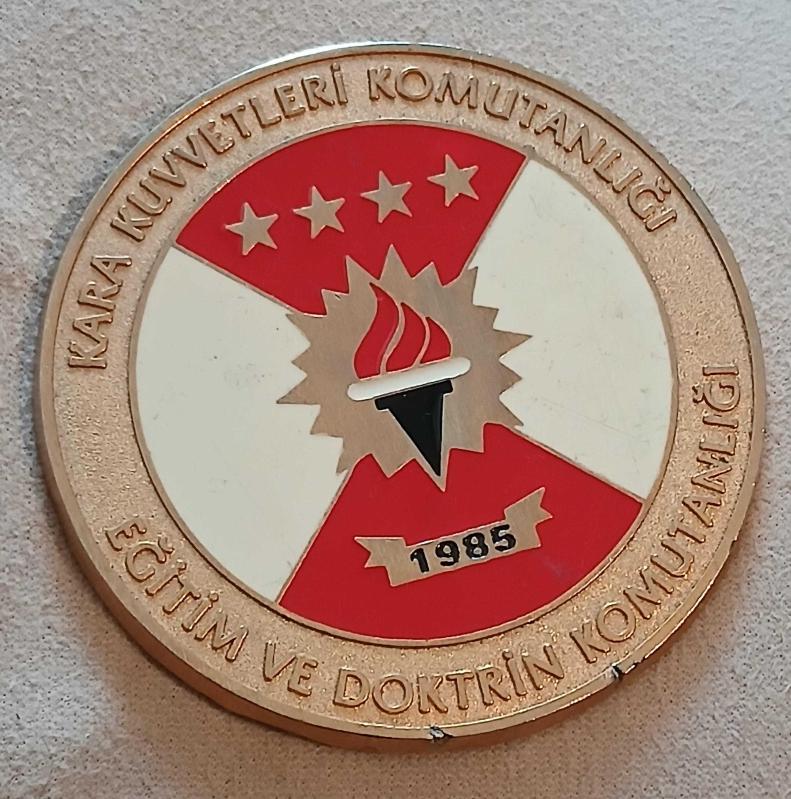 KARA KUVVETLERİ KOMUTANLIĞI
1985
EĞİTİM VE DOKTRİN KOMUTANLIĞI